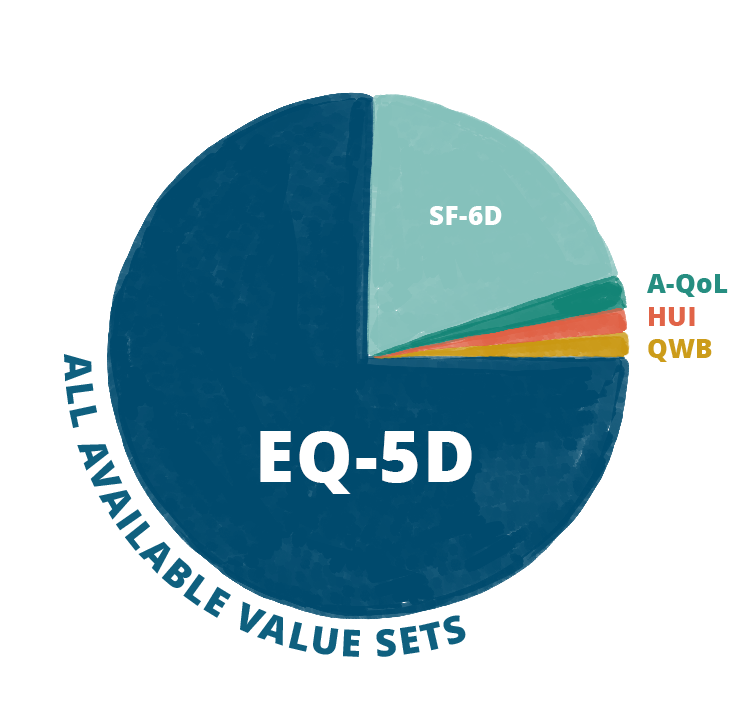 SF-6D
A-QoL
HUI
QWB
EQ-5D
ALL AVAILABLE VALUE SETS